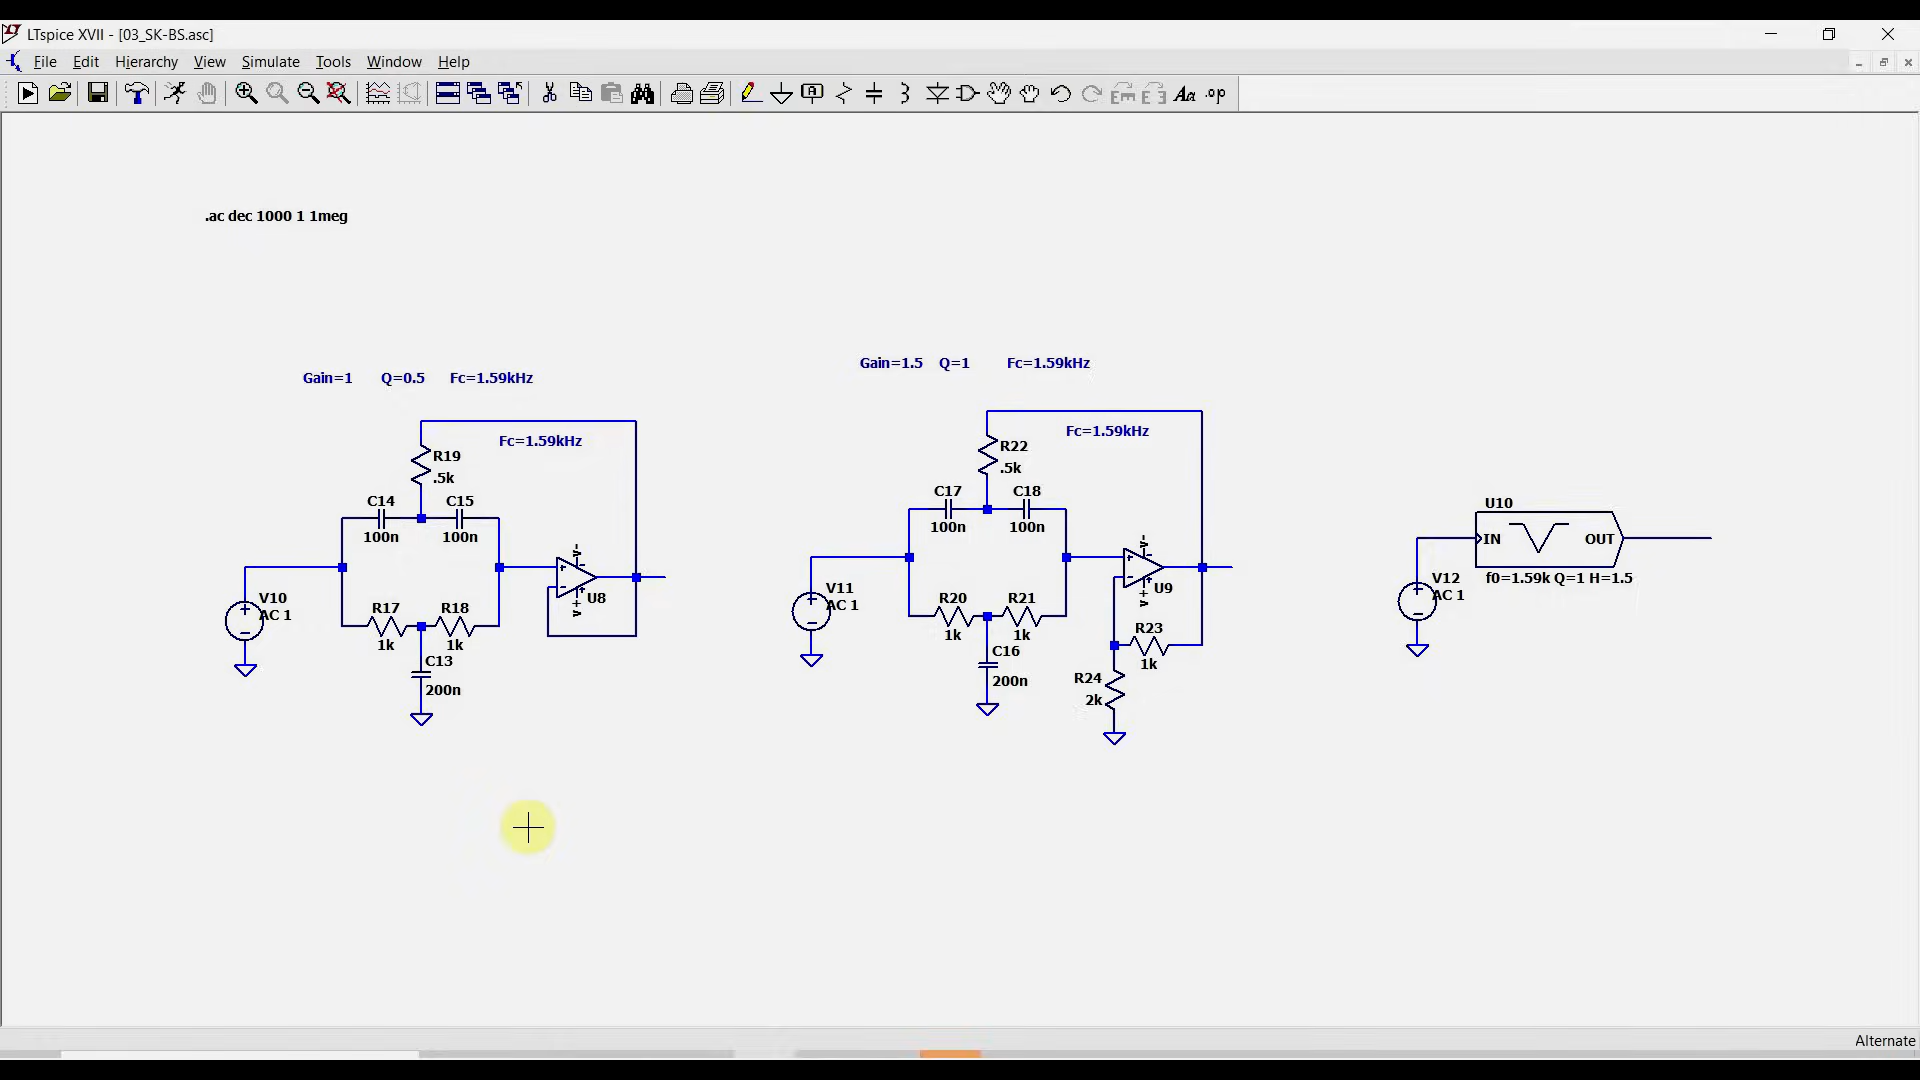 LTspice XVII - [03_SK-BS.asc]
File Edit Hierarchy View Simulate Tools Window Help
.ac dec 1000 1 1meg
Gain=1 Q=0.5 Fc=1.59kHz
Fc=1.59kHz
R19
.5k
C14 C15
100n 100n
V10
AC 1
R17 R18
1k 1k
C13
200n
v-
U8
v+
Gain=1.5 Q=1 Fc=1.59kHz
Fc=1.59kHz
R22
.5k
C17 C18
100n 100n
V11
AC 1
R20 R21
1k 1k
C16
200n
v-
U9
v+
R23
1k
R24
2k
U10
IN OUT
f0=1.59k Q=1 H=1.5
V12
AC 1
Alternate